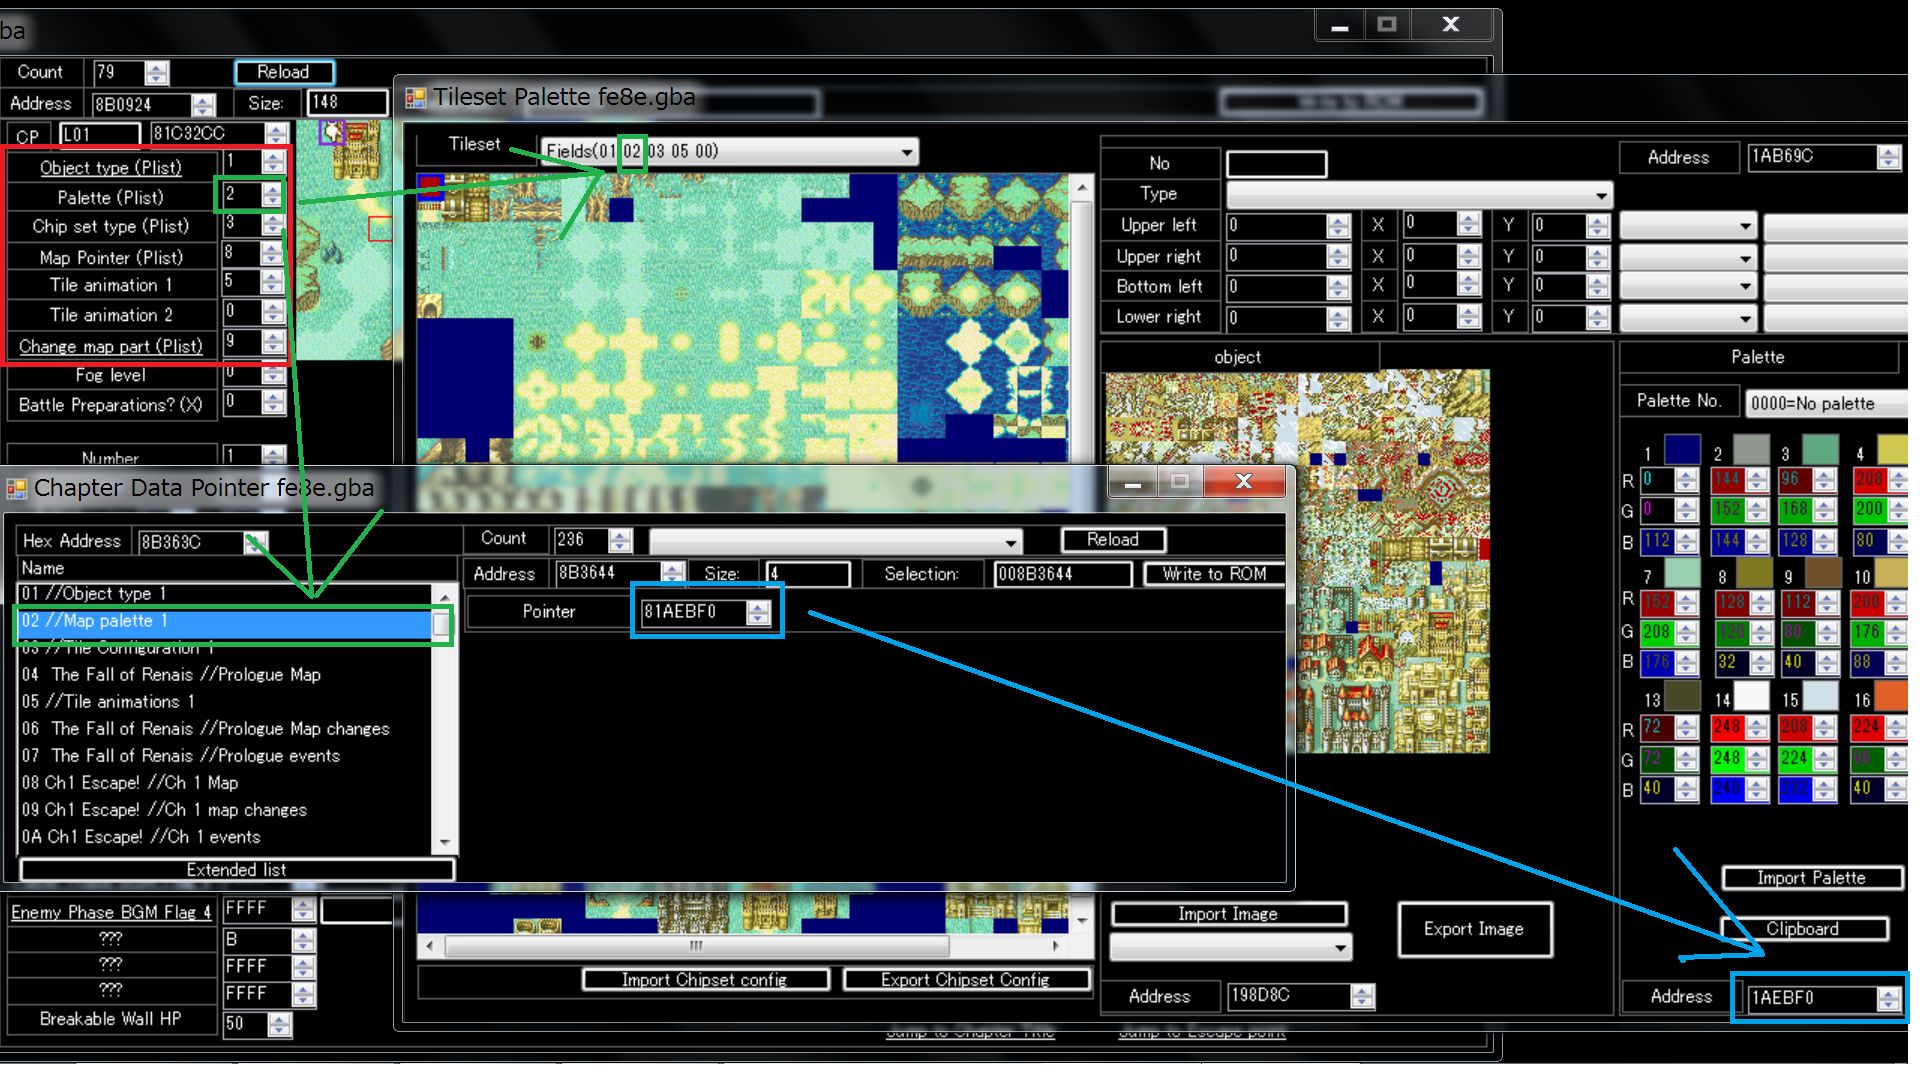 ba
Count 79 Reload
Address 8B0924 Size: 148
CP L01 81C32CC
Object type (Plist) 1
Palette (Plist) 2
Chip set type (Plist) 3
Map Pointer (Plist) 8
Tile animation 1 5
Tile animation 2 0
Change map part (Plist) 9
Fog level 0
Battle Preparations? (X) 0
Number 1
Tileset Palette fe8e.gba
Write to ROM
Tileset Fields(01 02 03 05 00)
No
Address 1AB69C
Type
Upper left 0 X 0 Y 0
Upper right 0 X 0 Y 0
Bottom left 0 X 0 Y 0
Lower right 0 X 0 Y 0
object
Palette
Palette No. 0000=No palette
1 2 3 4
R 0 144 96 208
G 0 152 168 200
B 112 144 128 80
7 8 9 10
R 152 128 112 200
G 208 120 80 176
B 176 32 40 88
13 14 15 16
R 72 248 208 224
G 72 248 224 96
B 40 248 232 40
Import Palette
Clipboard
Address 1AEBF0
Import Image
Export Image
Address 198D8C
Import Chipset config Export Chipset Config
Chapter Data Pointer fe8e.gba
Hex Address 8B363C
Count 236 Reload
Name
Address 8B3644 Size: 4 Selection: 008B3644 Write to ROM
Pointer 81AEBF0
01 //Object type 1
02 //Map palette 1
03 //Tile Configuration 1
04 The Fall of Renais //Prologue Map
05 //Tile animations 1
06 The Fall of Renais //Prologue Map changes
07 The Fall of Renais //Prologue events
08 Ch1 Escape! //Ch 1 Map
09 Ch1 Escape! //Ch 1 map changes
0A Ch1 Escape! //Ch 1 events
Extended list
Enemy Phase BGM Flag 4 FFFF
??? B
??? FFFF
??? FFFF
Breakable Wall HP 50
Jump to Chapter Title Jump to Escape point